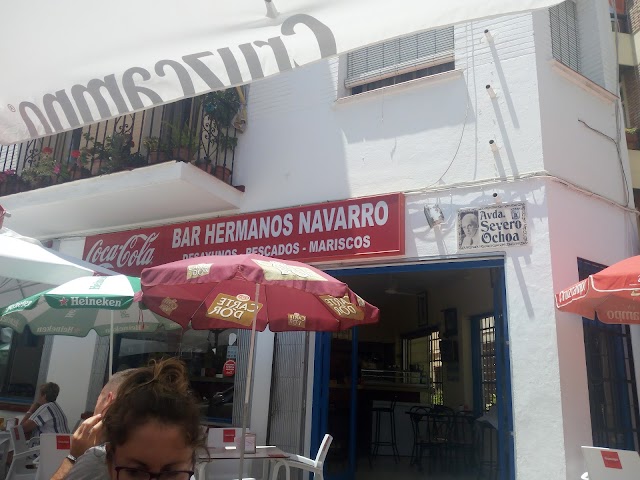 Cruzcampo
Coca-Cola
BAR HERMANOS NAVARRO
DESAYUNOS - PESCADOS - MARISCOS
Avda.
Severo
Ochoa
Heineken
CARTE
D'OR
Cruzcampo